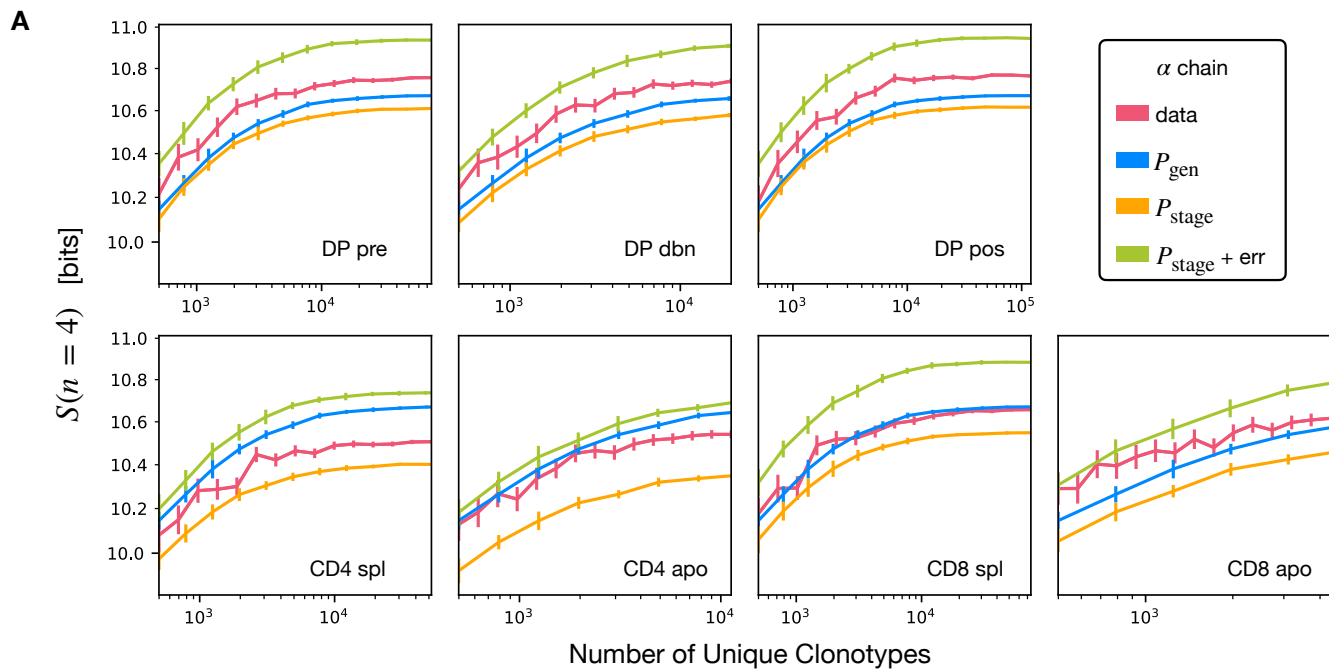 A
11.0
10.8
10.6
10.4
10.2
10.0
DP pre
10³
10⁴
DP dbn
10³
10⁴
DP pos
10³
10⁴
10⁵
α chain
data
P_gen
P_stage
P_stage + err
S(n = 4) [bits]
11.0
10.8
10.6
10.4
10.2
10.0
CD4 spl
10³
10⁴
CD4 apo
10³
10⁴
CD8 spl
10³
10⁴
CD8 apo
10³
Number of Unique Clonotypes